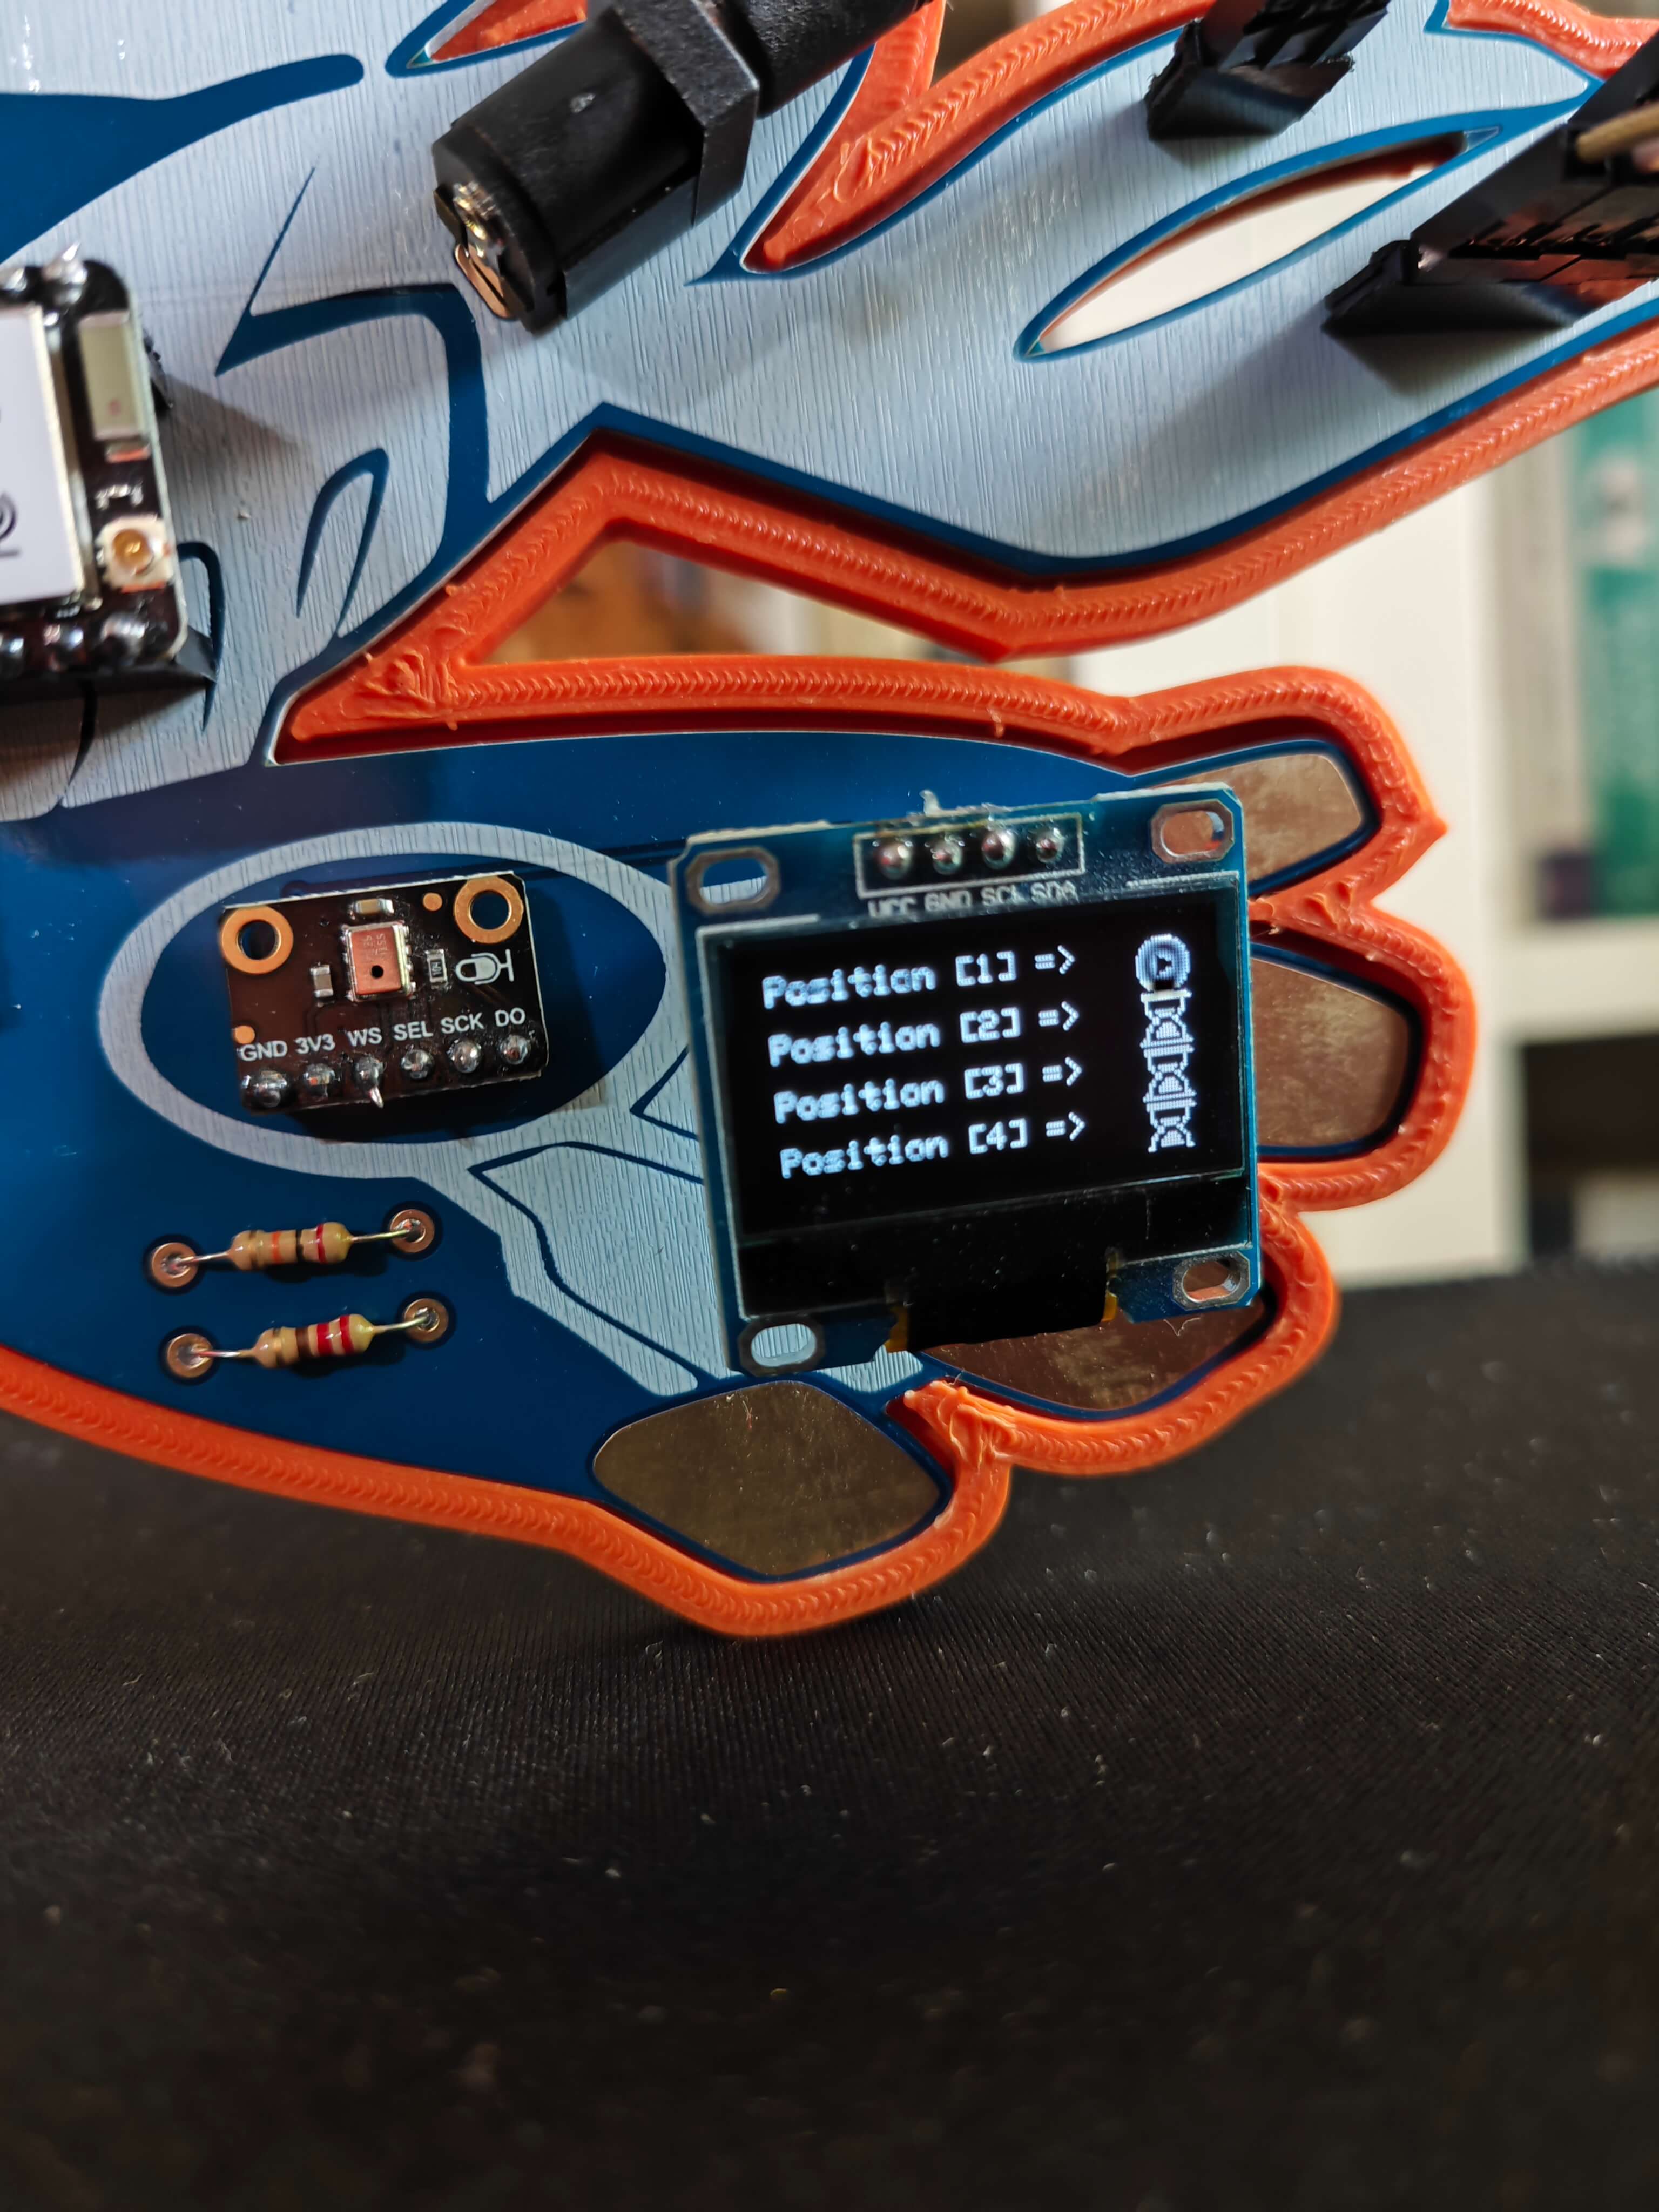 VCC GND SCL SDA
Position [1] =>
Position [2] =>
Position [3] =>
Position [4] =>
GND 3V3 WS SEL SCK DO